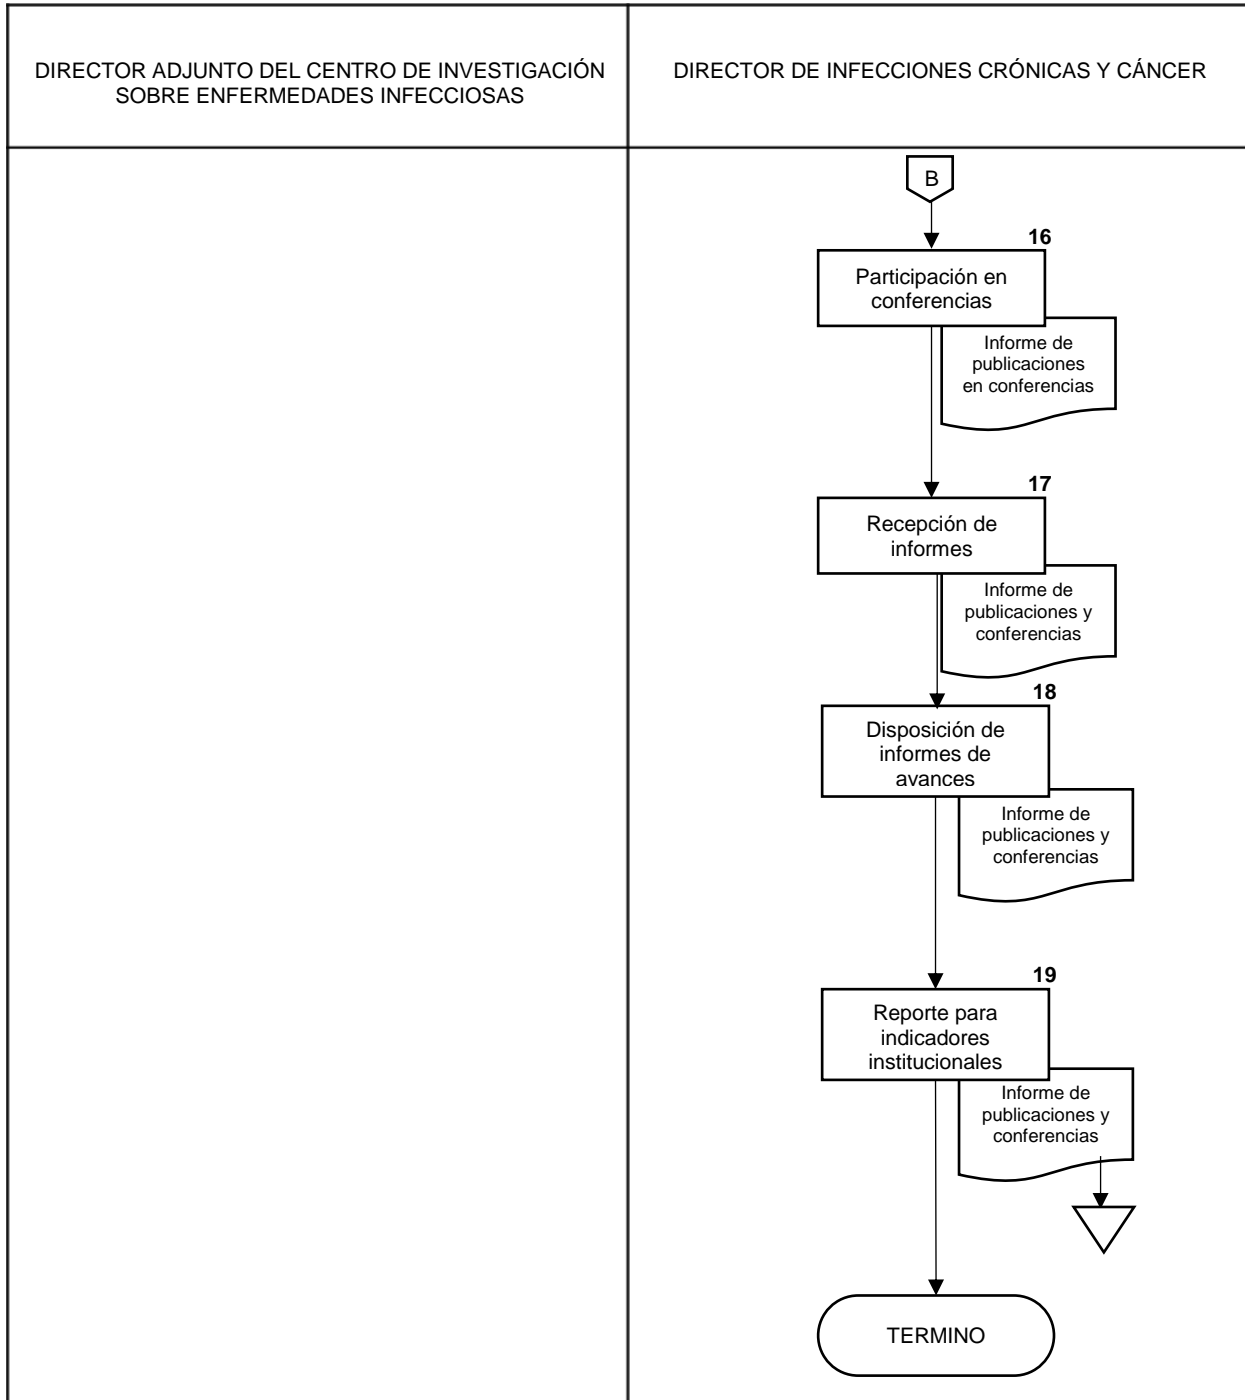 DIRECTOR ADJUNTO DEL CENTRO DE INVESTIGACIÓN
SOBRE ENFERMEDADES INFECCIOSAS
DIRECTOR DE INFECCIONES CRÓNICAS Y CÁNCER
B
16
Participación en
conferencias
Informe de
publicaciones
en conferencias
17
Recepción de
informes
Informe de
publicaciones y
conferencias
18
Disposición de
informes de
avances
Informe de
publicaciones y
conferencias
19
Reporte para
indicadores
institucionales
Informe de
publicaciones y
conferencias
TERMINO